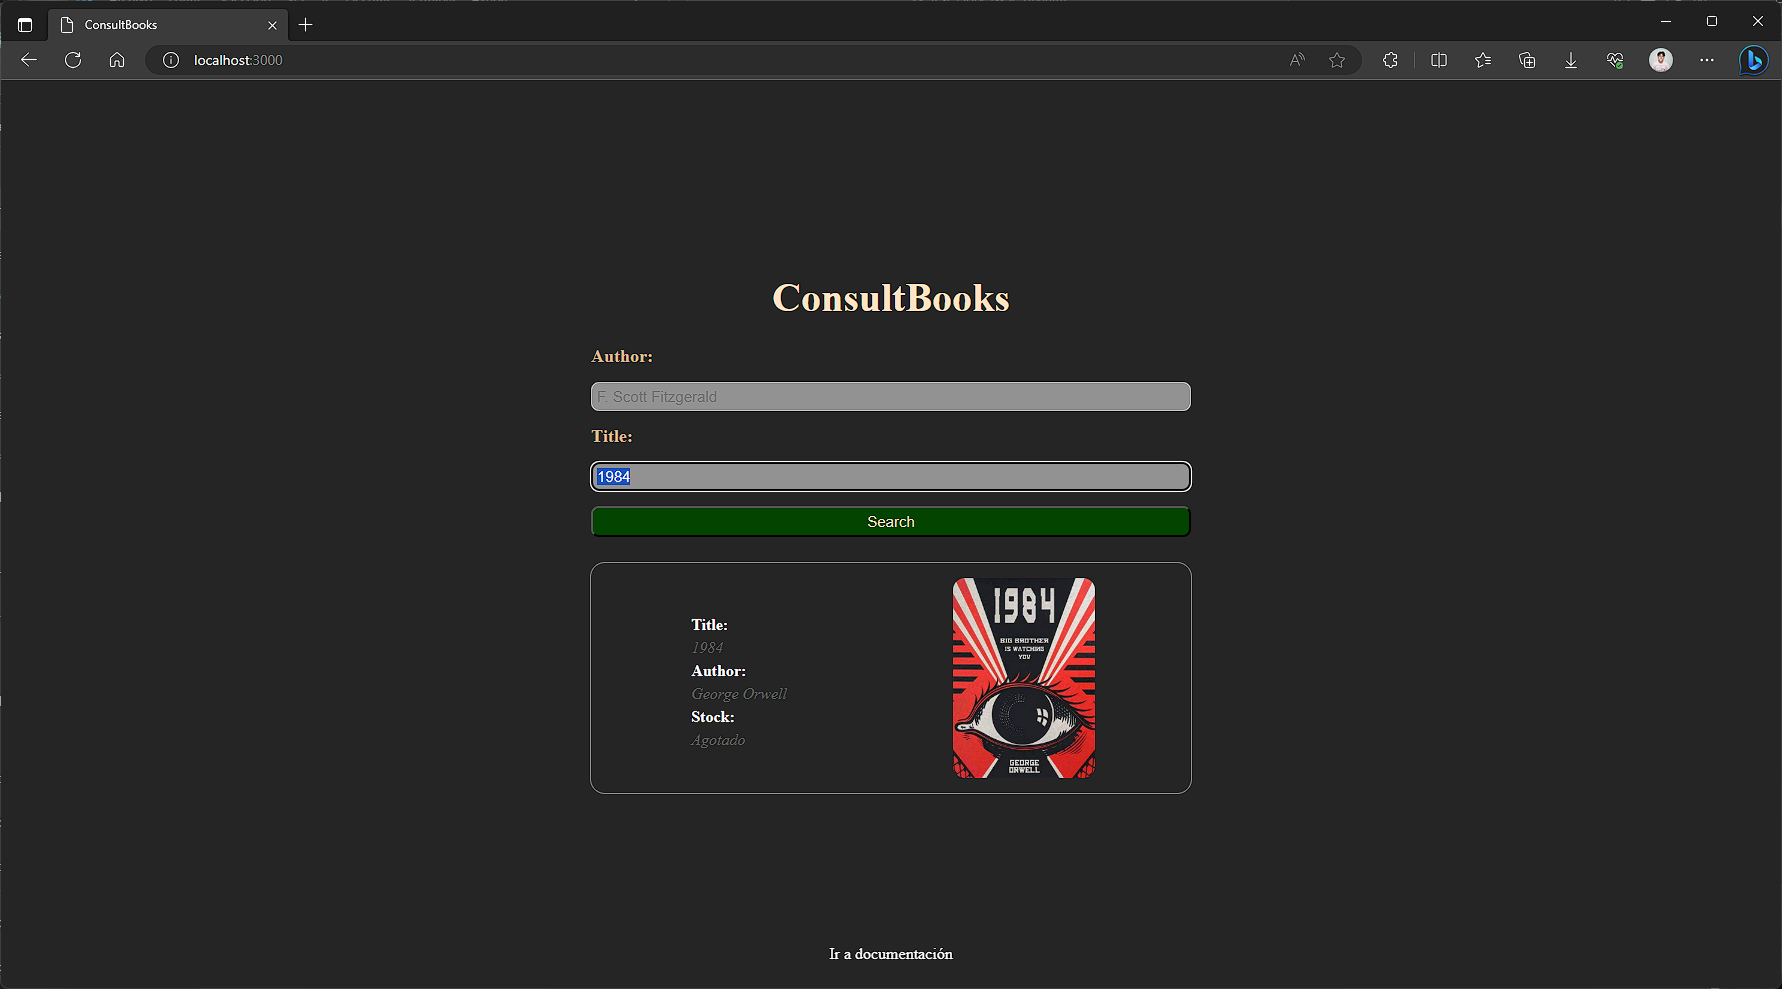 ConsultBooks
localhost:3000
ConsultBooks
Author:
F. Scott Fitzgerald
Title:
1984
Search
Title:
1984
Author:
George Orwell
Stock:
Agotado
1984
BIG BROTHER
IS WATCHING
YOU
GEORGE
ORWELL
Ir a documentación